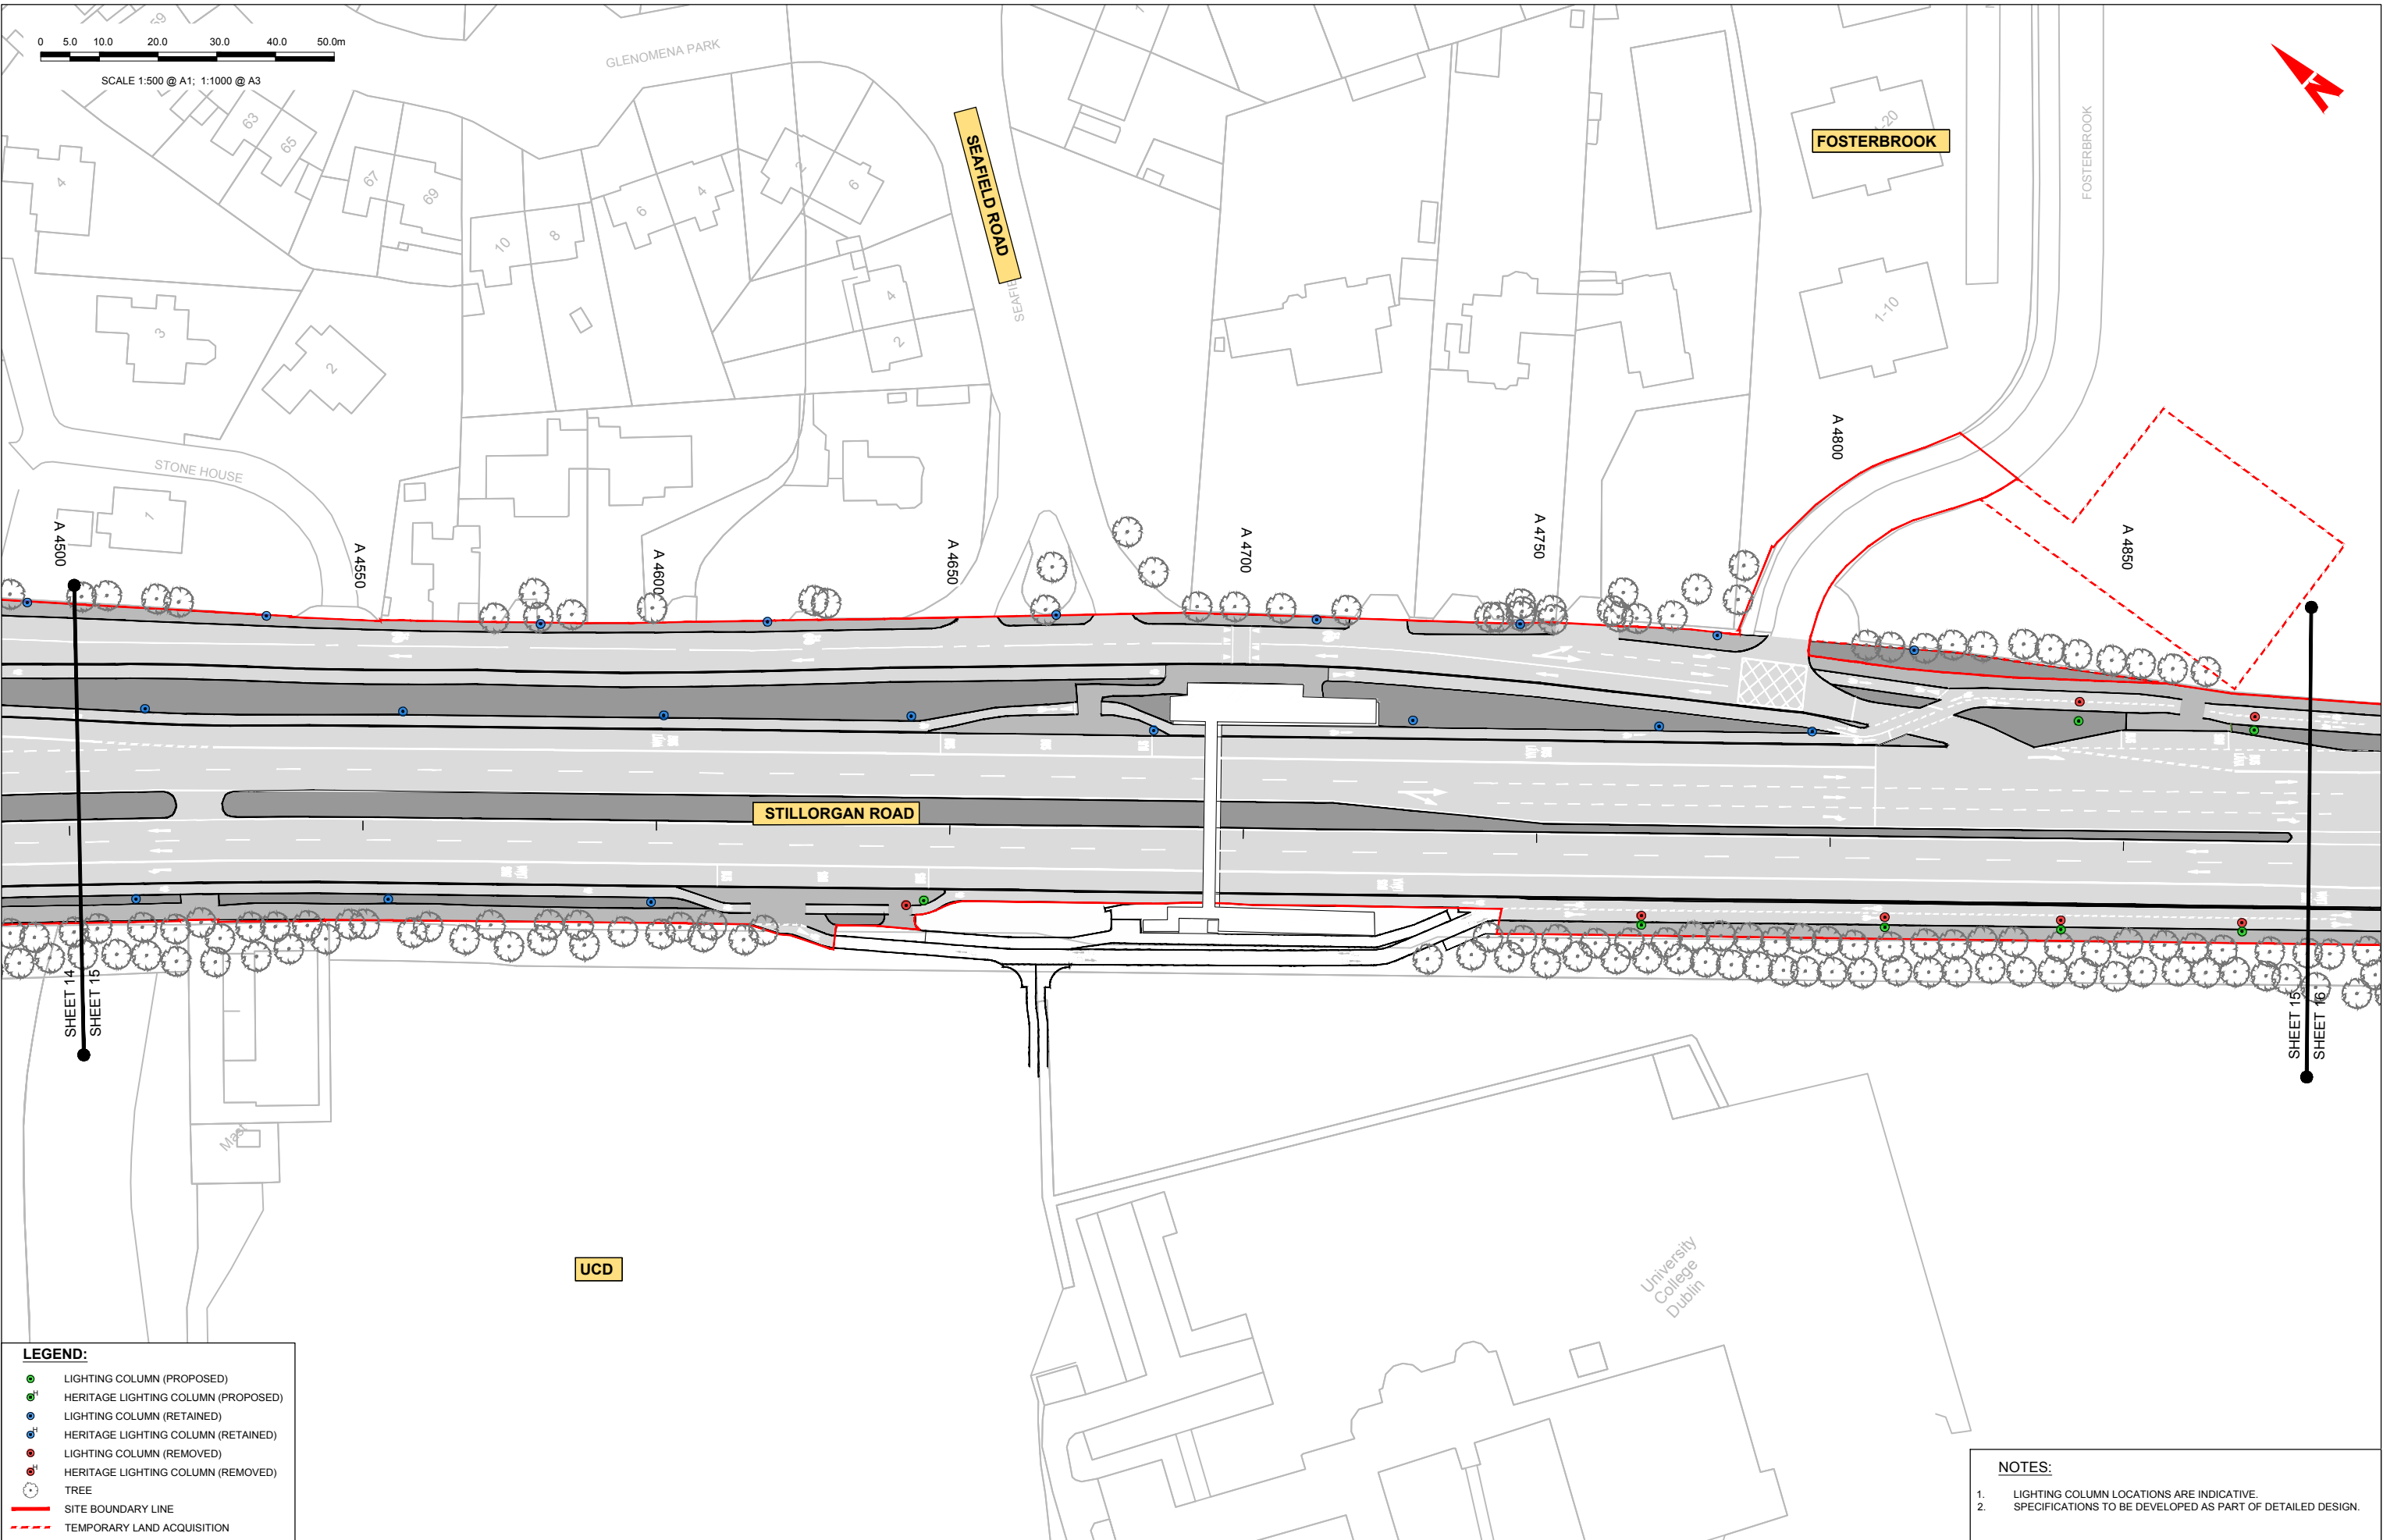 0 5.0 10.0 20.0 30.0 40.0 50.0m
SCALE 1:500 @ A1; 1:1000 @ A3
59
GLENOMENA PARK
63
65
67
69
4
10
8
6
4
2
6
4
2
3
2
1
STONE HOUSE
SEAFIELD ROAD
FOSTERBROOK
FOSTERBROOK
1-10
A 4500
A 4550
A 4600
A 4650
A 4700
A 4750
A 4800
A 4850
STILLORGAN ROAD
SHEET 14
SHEET 15
SHEET 15
SHEET 16
Mast
UCD
University
College
Dublin
LEGEND:
LIGHTING COLUMN (PROPOSED)
H HERITAGE LIGHTING COLUMN (PROPOSED)
LIGHTING COLUMN (RETAINED)
H HERITAGE LIGHTING COLUMN (RETAINED)
LIGHTING COLUMN (REMOVED)
H HERITAGE LIGHTING COLUMN (REMOVED)
TREE
SITE BOUNDARY LINE
TEMPORARY LAND ACQUISITION
NOTES:
1. LIGHTING COLUMN LOCATIONS ARE INDICATIVE.
2. SPECIFICATIONS TO BE DEVELOPED AS PART OF DETAILED DESIGN.